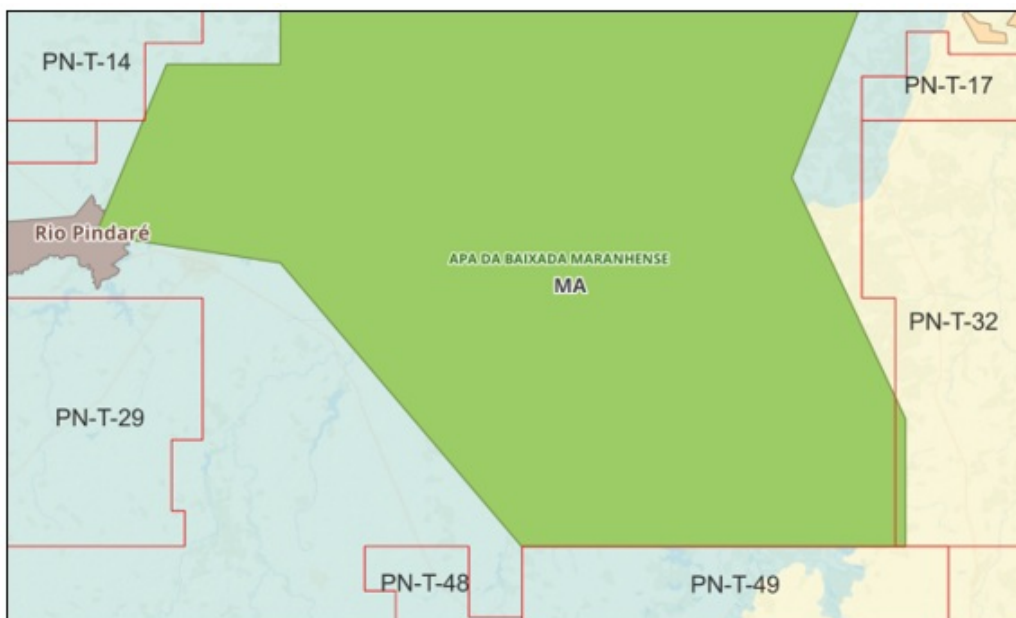 PN-T-14
PN-T-17
Rio Pindaré
APA DA BAIXADA MARANHENSE
MA
PN-T-32
PN-T-29
PN-T-48
PN-T-49